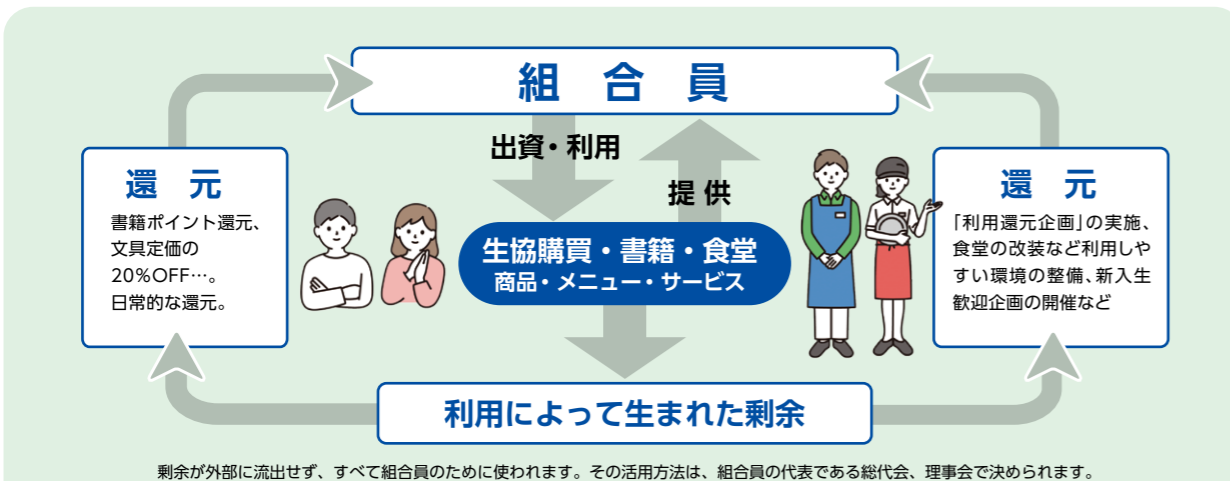 組合員
出資・利用
提供
還元
書籍ポイント還元、
文具定価の
20%OFF…。
日常的な還元。
生協購買・書籍・食堂
商品・メニュー・サービス
還元
「利用還元企画」の実施、
食堂の改装など利用しや
すい環境の整備、新入生
歓迎企画の開催など
利用によって生まれた剰余
剰余が外部に流出せず、すべて組合員のために使われます。その活用方法は、組合員の代表である総代会、理事会で決められます。